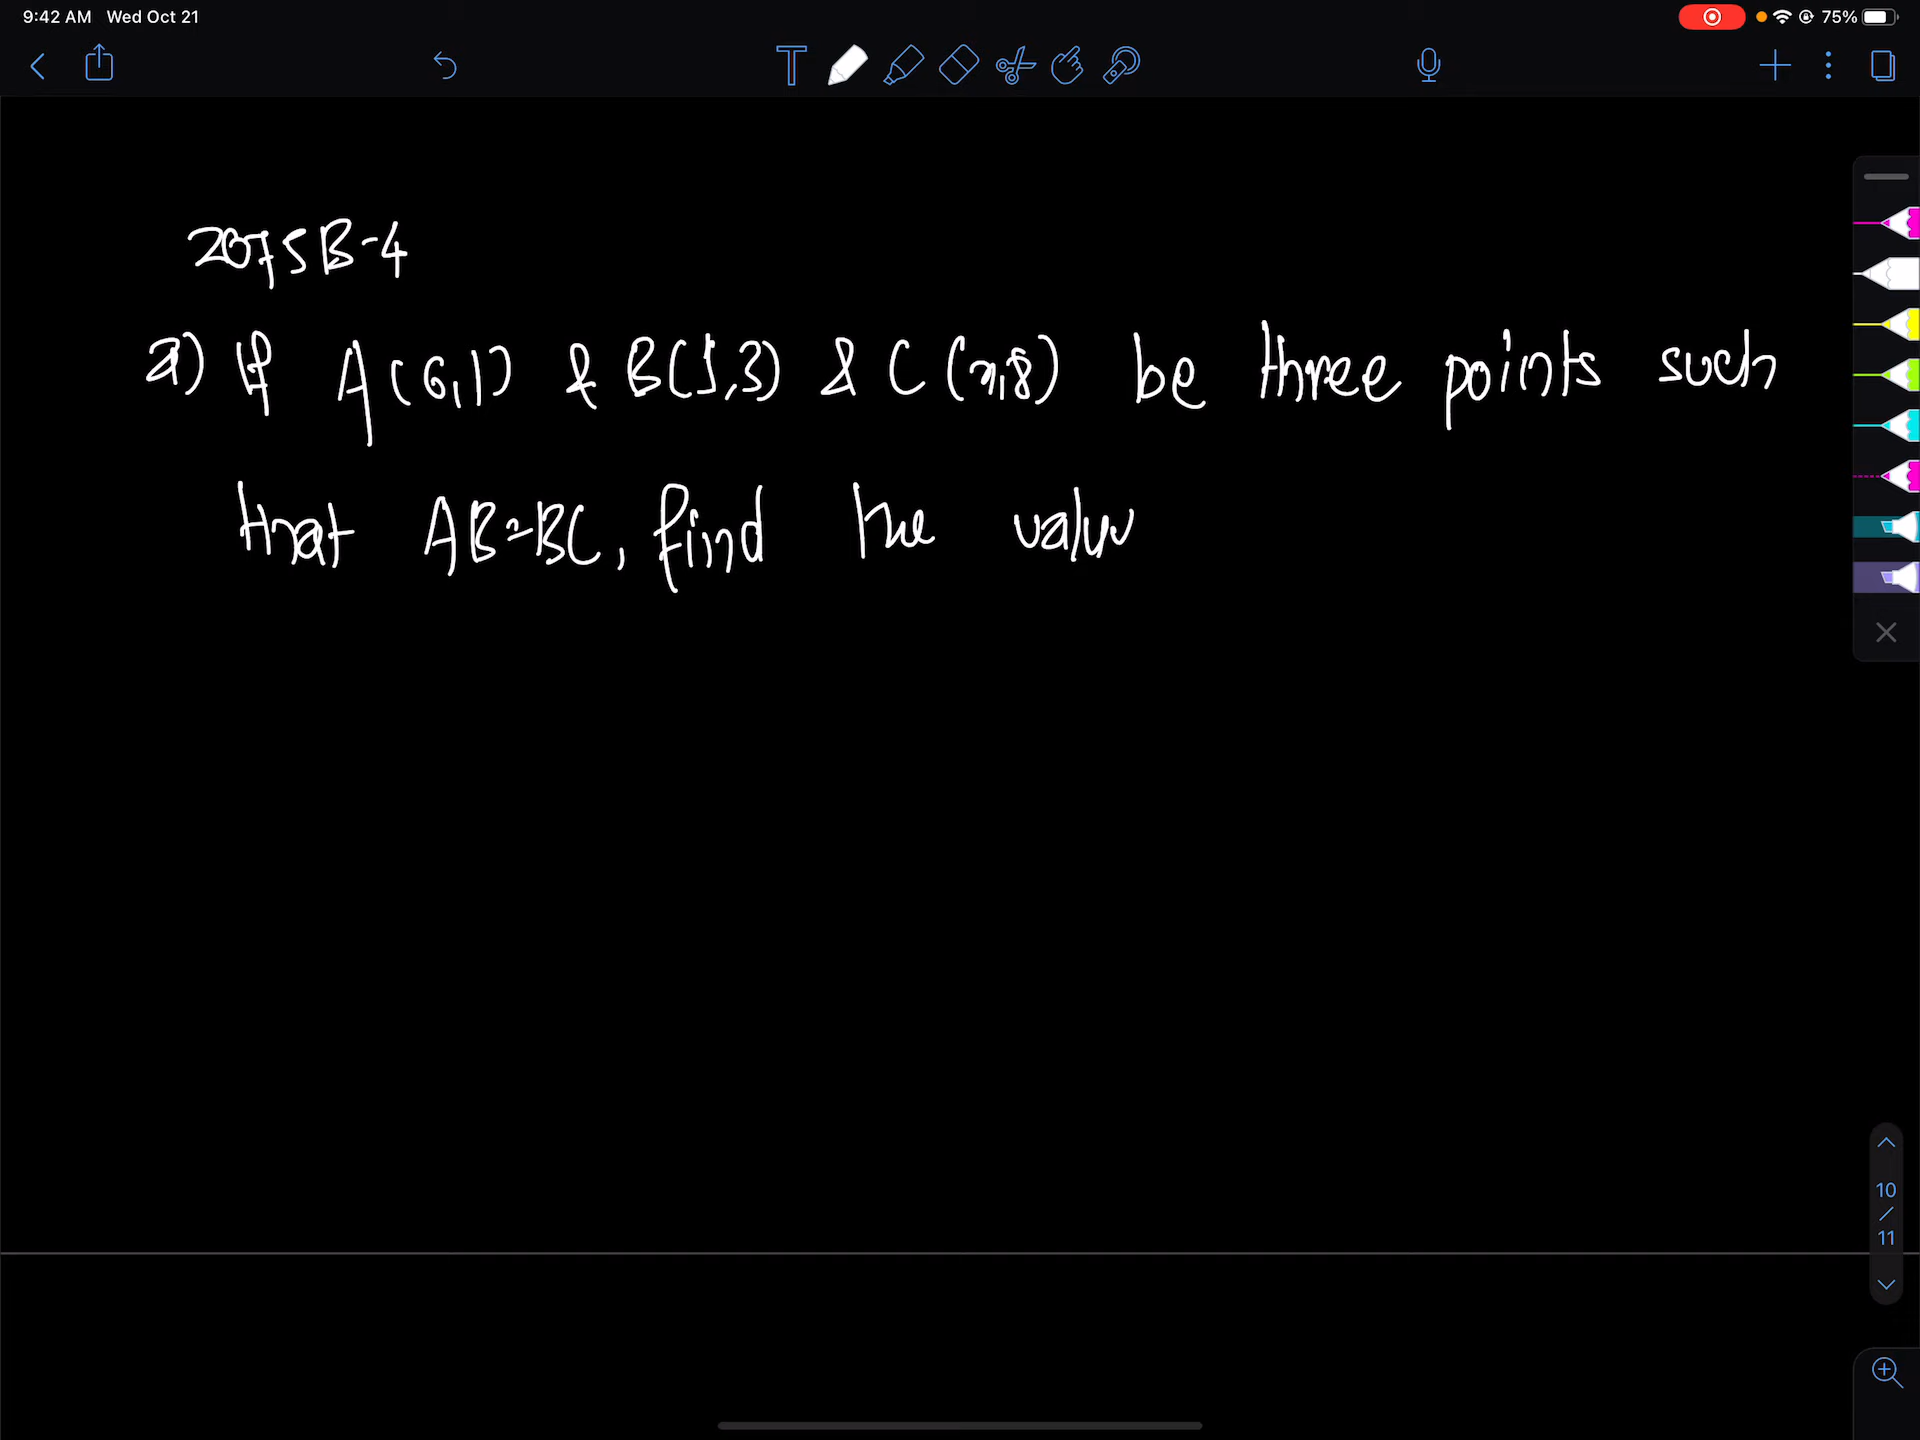 9:42 AM Wed Oct 21
75%
T
2075 B-4
a) If A(6,1) & B(5,3) & C(x,8) be three points such
that AB=BC, find the value
10
/
11